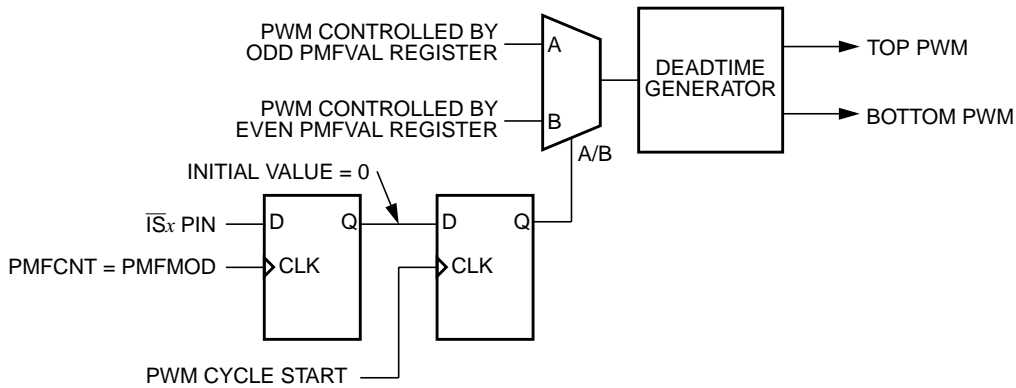 PWM CONTROLLED BY
ODD PMFVAL REGISTER
A
DEADTIME
GENERATOR
TOP PWM
PWM CONTROLLED BY
EVEN PMFVAL REGISTER
B
BOTTOM PWM
A/B
INITIAL VALUE = 0
I̅S̅x PIN
D
Q
D
Q
PMFCNT = PMFMOD
CLK
CLK
PWM CYCLE START